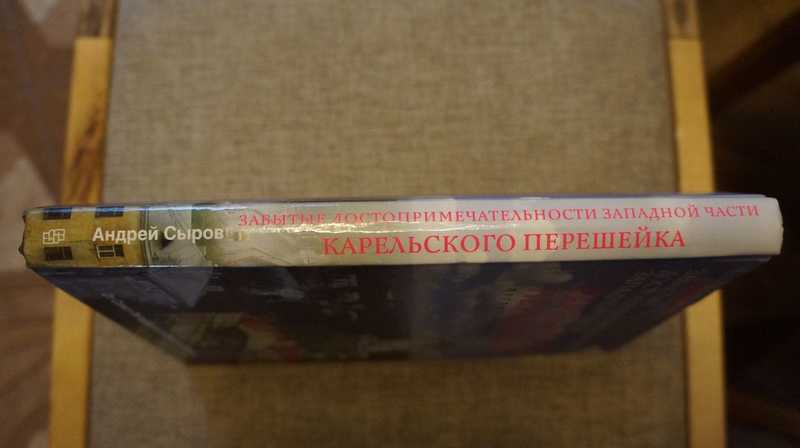 Андрей Сыров
ЗАБЫТЫЕ ДОСТОПРИМЕЧАТЕЛЬНОСТИ ЗАПАДНОЙ ЧАСТИ
КАРЕЛЬСКОГО ПЕРЕШЕЙКА